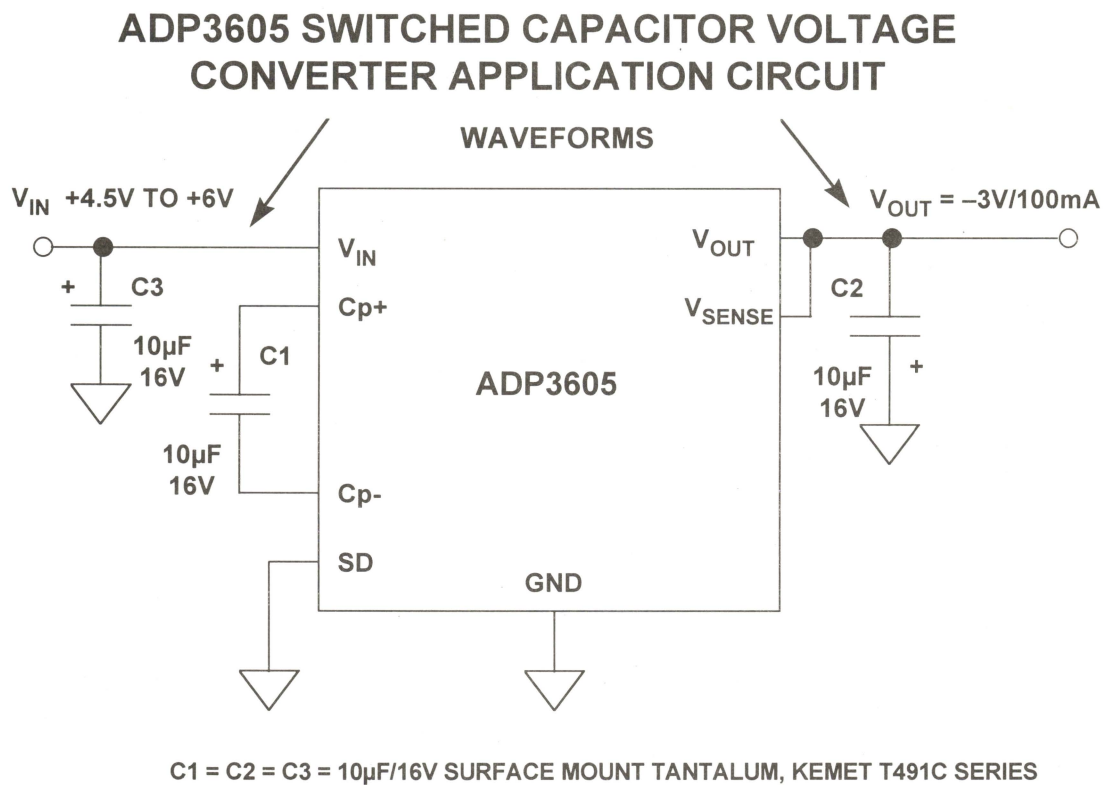 ADP3605 SWITCHED CAPACITOR VOLTAGE
CONVERTER APPLICATION CIRCUIT
WAVEFORMS
VIN +4.5V TO +6V
VOUT = –3V/100mA
VIN
VOUT
+
C3
Cp+
C2
VSENSE
10µF
16V
+
C1
ADP3605
10µF
16V
+
10µF
16V
Cp-
SD
GND
C1 = C2 = C3 = 10µF/16V SURFACE MOUNT TANTALUM, KEMET T491C SERIES